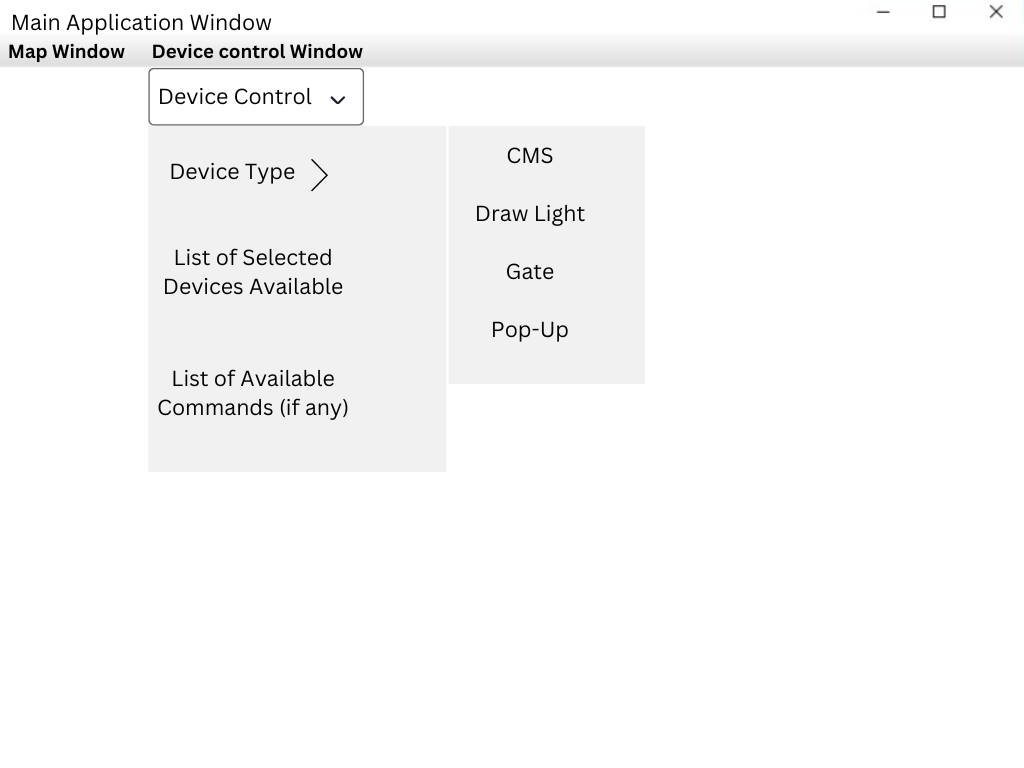 Main Application Window
Map Window Device control Window
Device Control
Device Type
List of Selected
Devices Available
List of Available
Commands (if any)
CMS
Draw Light
Gate
Pop-Up